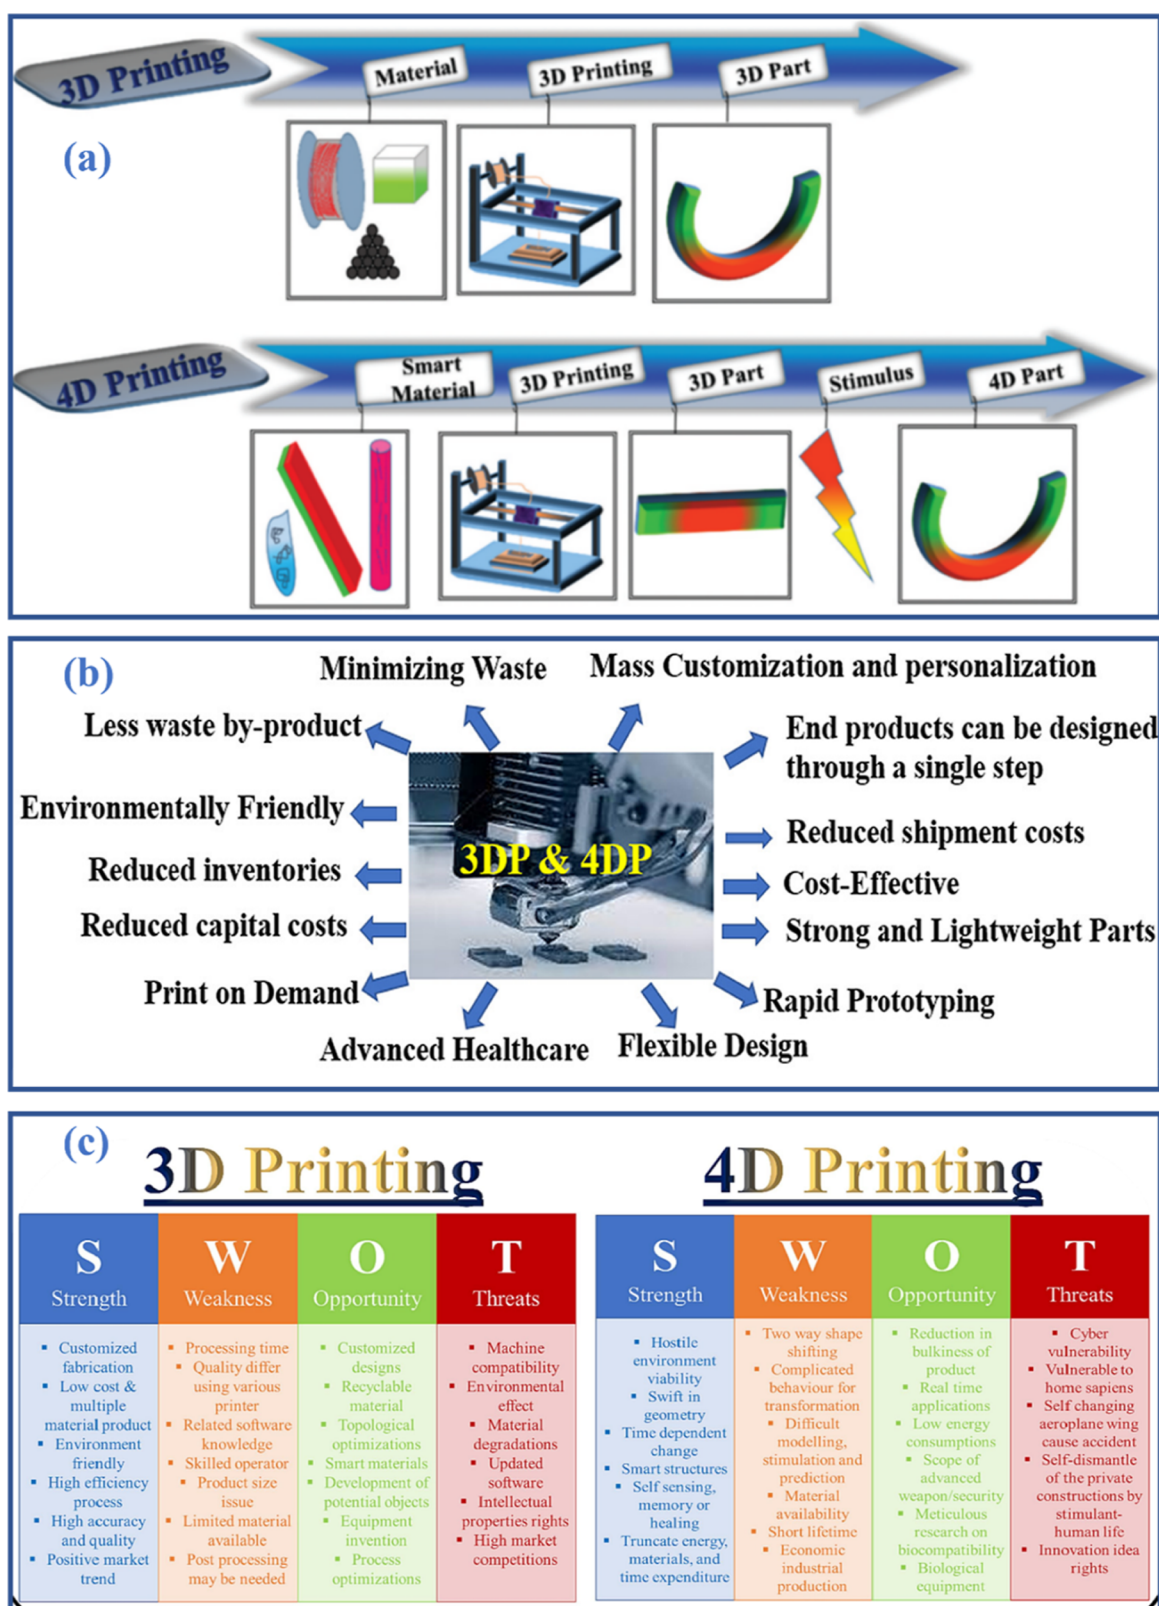 3D Printing
Material
3D Printing
3D Part
(a)
4D Printing
Smart
Material
3D Printing
3D Part
Stimulus
4D Part
(b)
Minimizing Waste
Mass Customization and personalization
Less waste by-product
End products can be designed
through a single step
Environmentally Friendly
Reduced shipment costs
3DP & 4DP
Reduced inventories
Cost-Effective
Reduced capital costs
Strong and Lightweight Parts
Print on Demand
Rapid Prototyping
Advanced Healthcare
Flexible Design
(c)
3D Printing
S
Strength
▪ Customized
fabrication
▪ Low cost &
multiple
material product
▪ Environment
friendly
▪ High efficiency
process
▪ High accuracy
and quality
▪ Positive market
trend
W
Weakness
▪ Processing time
▪ Quality differ
using various
printer
▪ Related software
knowledge
▪ Skilled operator
▪ Product size
issue
▪ Limited material
available
▪ Post processing
may be needed
O
Opportunity
▪ Customized
designs
▪ Recyclable
material
▪ Topological
optimizations
▪ Smart materials
▪ Development of
potential objects
▪ Equipment
invention
▪ Process
optimizations
T
Threats
▪ Machine
compatibility
▪ Environmental
effect
▪ Material
degradations
▪ Updated
software
▪ Intellectual
properties rights
▪ High market
competitions
4D Printing
S
Strength
▪ Hostile
environment
viability
▪ Swift in
geometry
▪ Time dependent
change
▪ Smart structures
▪ Self sensing,
memory or
healing
▪ Truncate energy,
materials, and
time expenditure
W
Weakness
▪ Two way shape
shifting
▪ Complicated
behaviour for
transformation
▪ Difficult
modelling,
stimulation and
prediction
▪ Material
availability
▪ Short lifetime
▪ Economic
industrial
production
O
Opportunity
▪ Reduction in
bulkiness of
product
▪ Real time
applications
▪ Low energy
consumptions
▪ Scope of
advanced
weapon/security
▪ Meticulous
research on
biocompatibility
▪ Biological
equipment
T
Threats
▪ Cyber
vulnerability
▪ Vulnerable to
home sapiens
▪ Self changing
aeroplane wing
cause accident
▪ Self-dismantle
of the private
constructions by
stimulant-
human life
▪ Innovation idea
rights